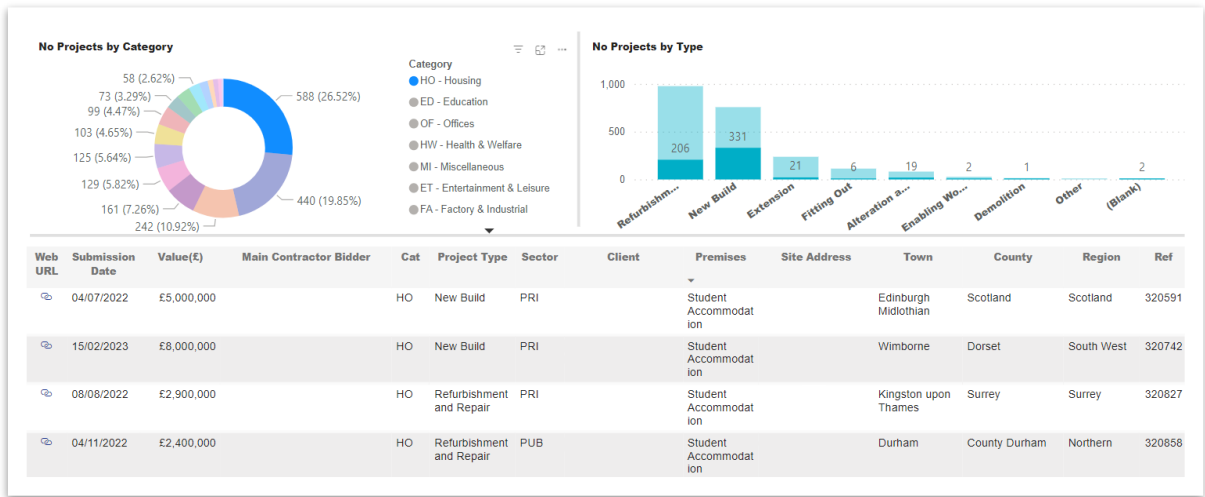 No Projects by Category
58 (2.62%)
73 (3.29%)
99 (4.47%)
103 (4.65%)
125 (5.64%)
129 (5.82%)
161 (7.26%)
242 (10.92%)
588 (26.52%)
440 (19.85%)
Category
HO - Housing
ED - Education
OF - Offices
HW - Health & Welfare
MI - Miscellaneous
ET - Entertainment & Leisure
FA - Factory & Industrial
No Projects by Type
1,000
500
0
206
331
21
6
19
2
1
2
Refurbishm...
New Build
Extension
Fitting Out
Alteration a...
Enabling Wo...
Demolition
Other
(Blank)
Web URL Submission Date Value(£) Main Contractor Bidder Cat Project Type Sector Client Premises Site Address Town County Region Ref
04/07/2022 £5,000,000 HO New Build PRI Student Accommodation Edinburgh Midlothian Scotland Scotland 320591
15/02/2023 £8,000,000 HO New Build PRI Student Accommodation Wimborne Dorset South West 320742
08/08/2022 £2,900,000 HO Refurbishment and Repair PRI Student Accommodation Kingston upon Thames Surrey Surrey 320827
04/11/2022 £2,400,000 HO Refurbishment and Repair PUB Student Accommodation Durham County Durham Northern 320858